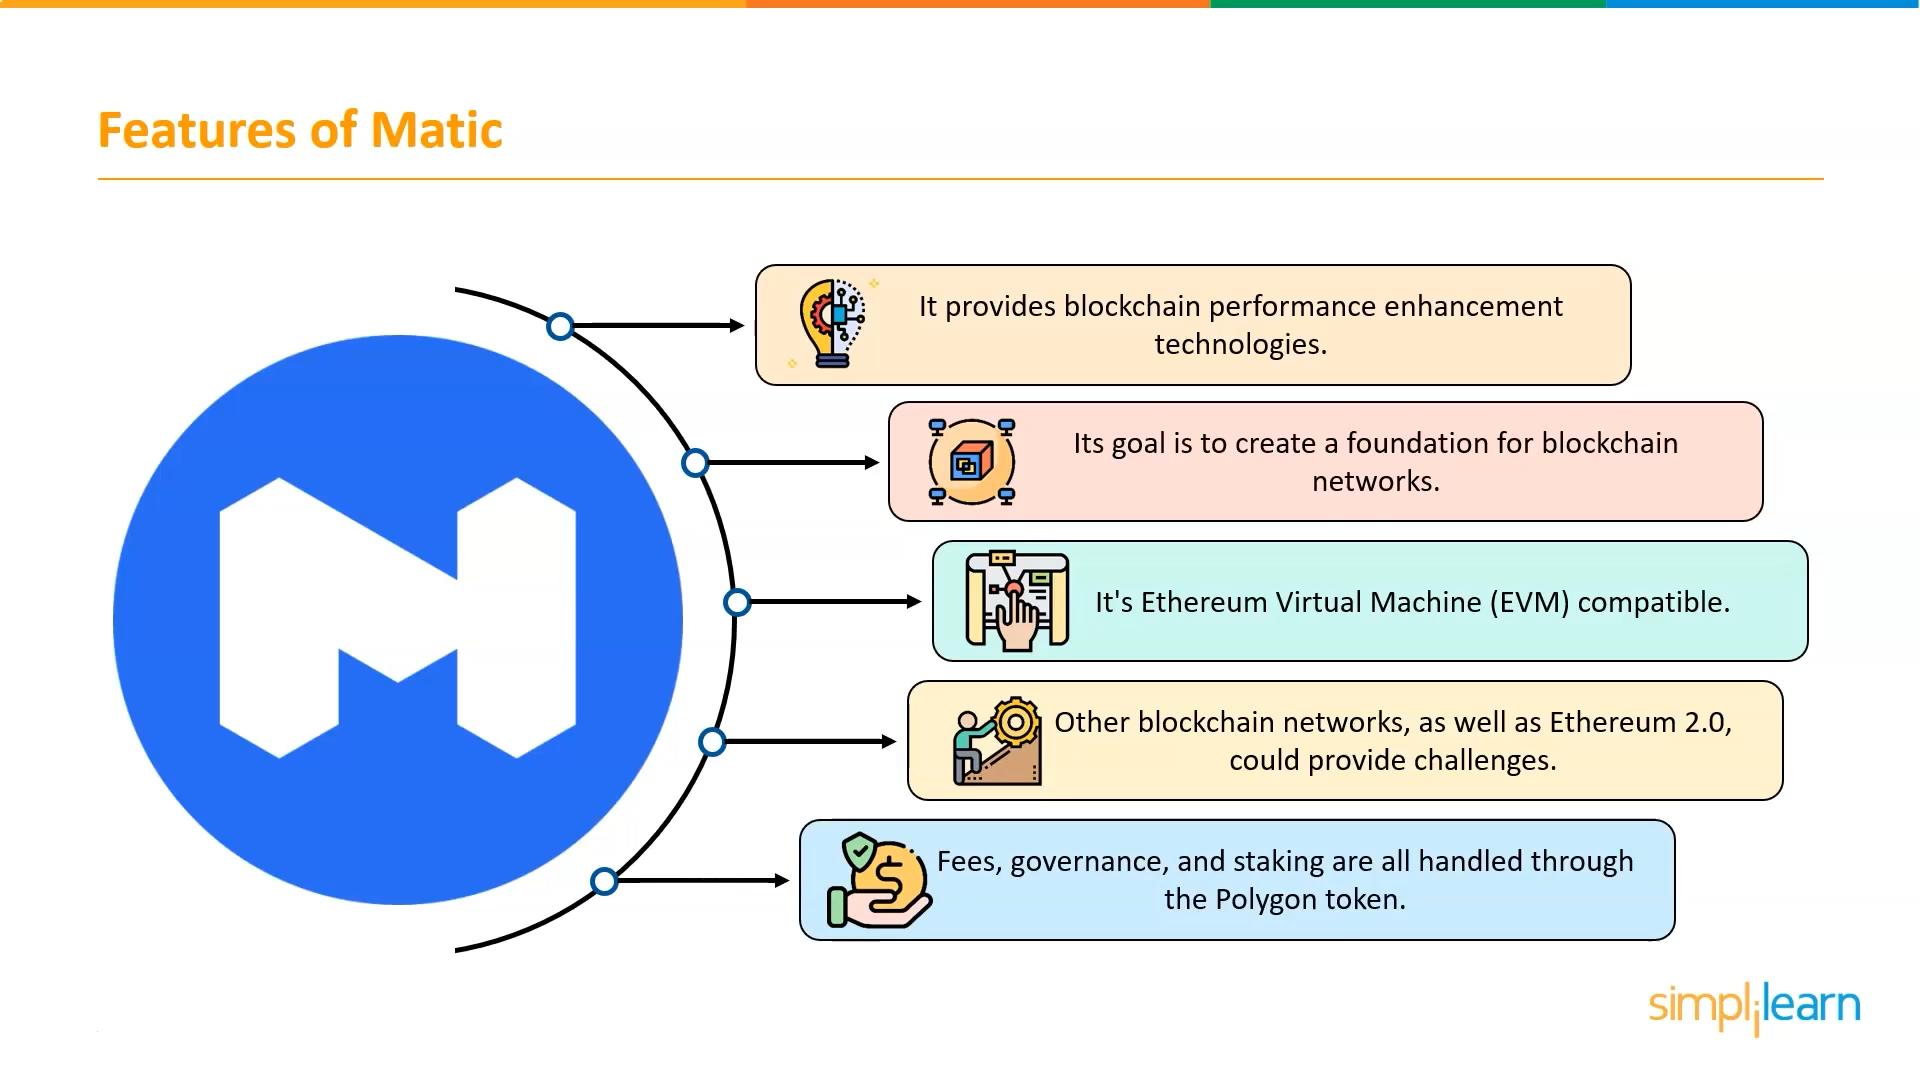 Features of Matic
It provides blockchain performance enhancement
technologies.
Its goal is to create a foundation for blockchain
networks.
It's Ethereum Virtual Machine (EVM) compatible.
Other blockchain networks, as well as Ethereum 2.0,
could provide challenges.
Fees, governance, and staking are all handled through
the Polygon token.
simplilearn